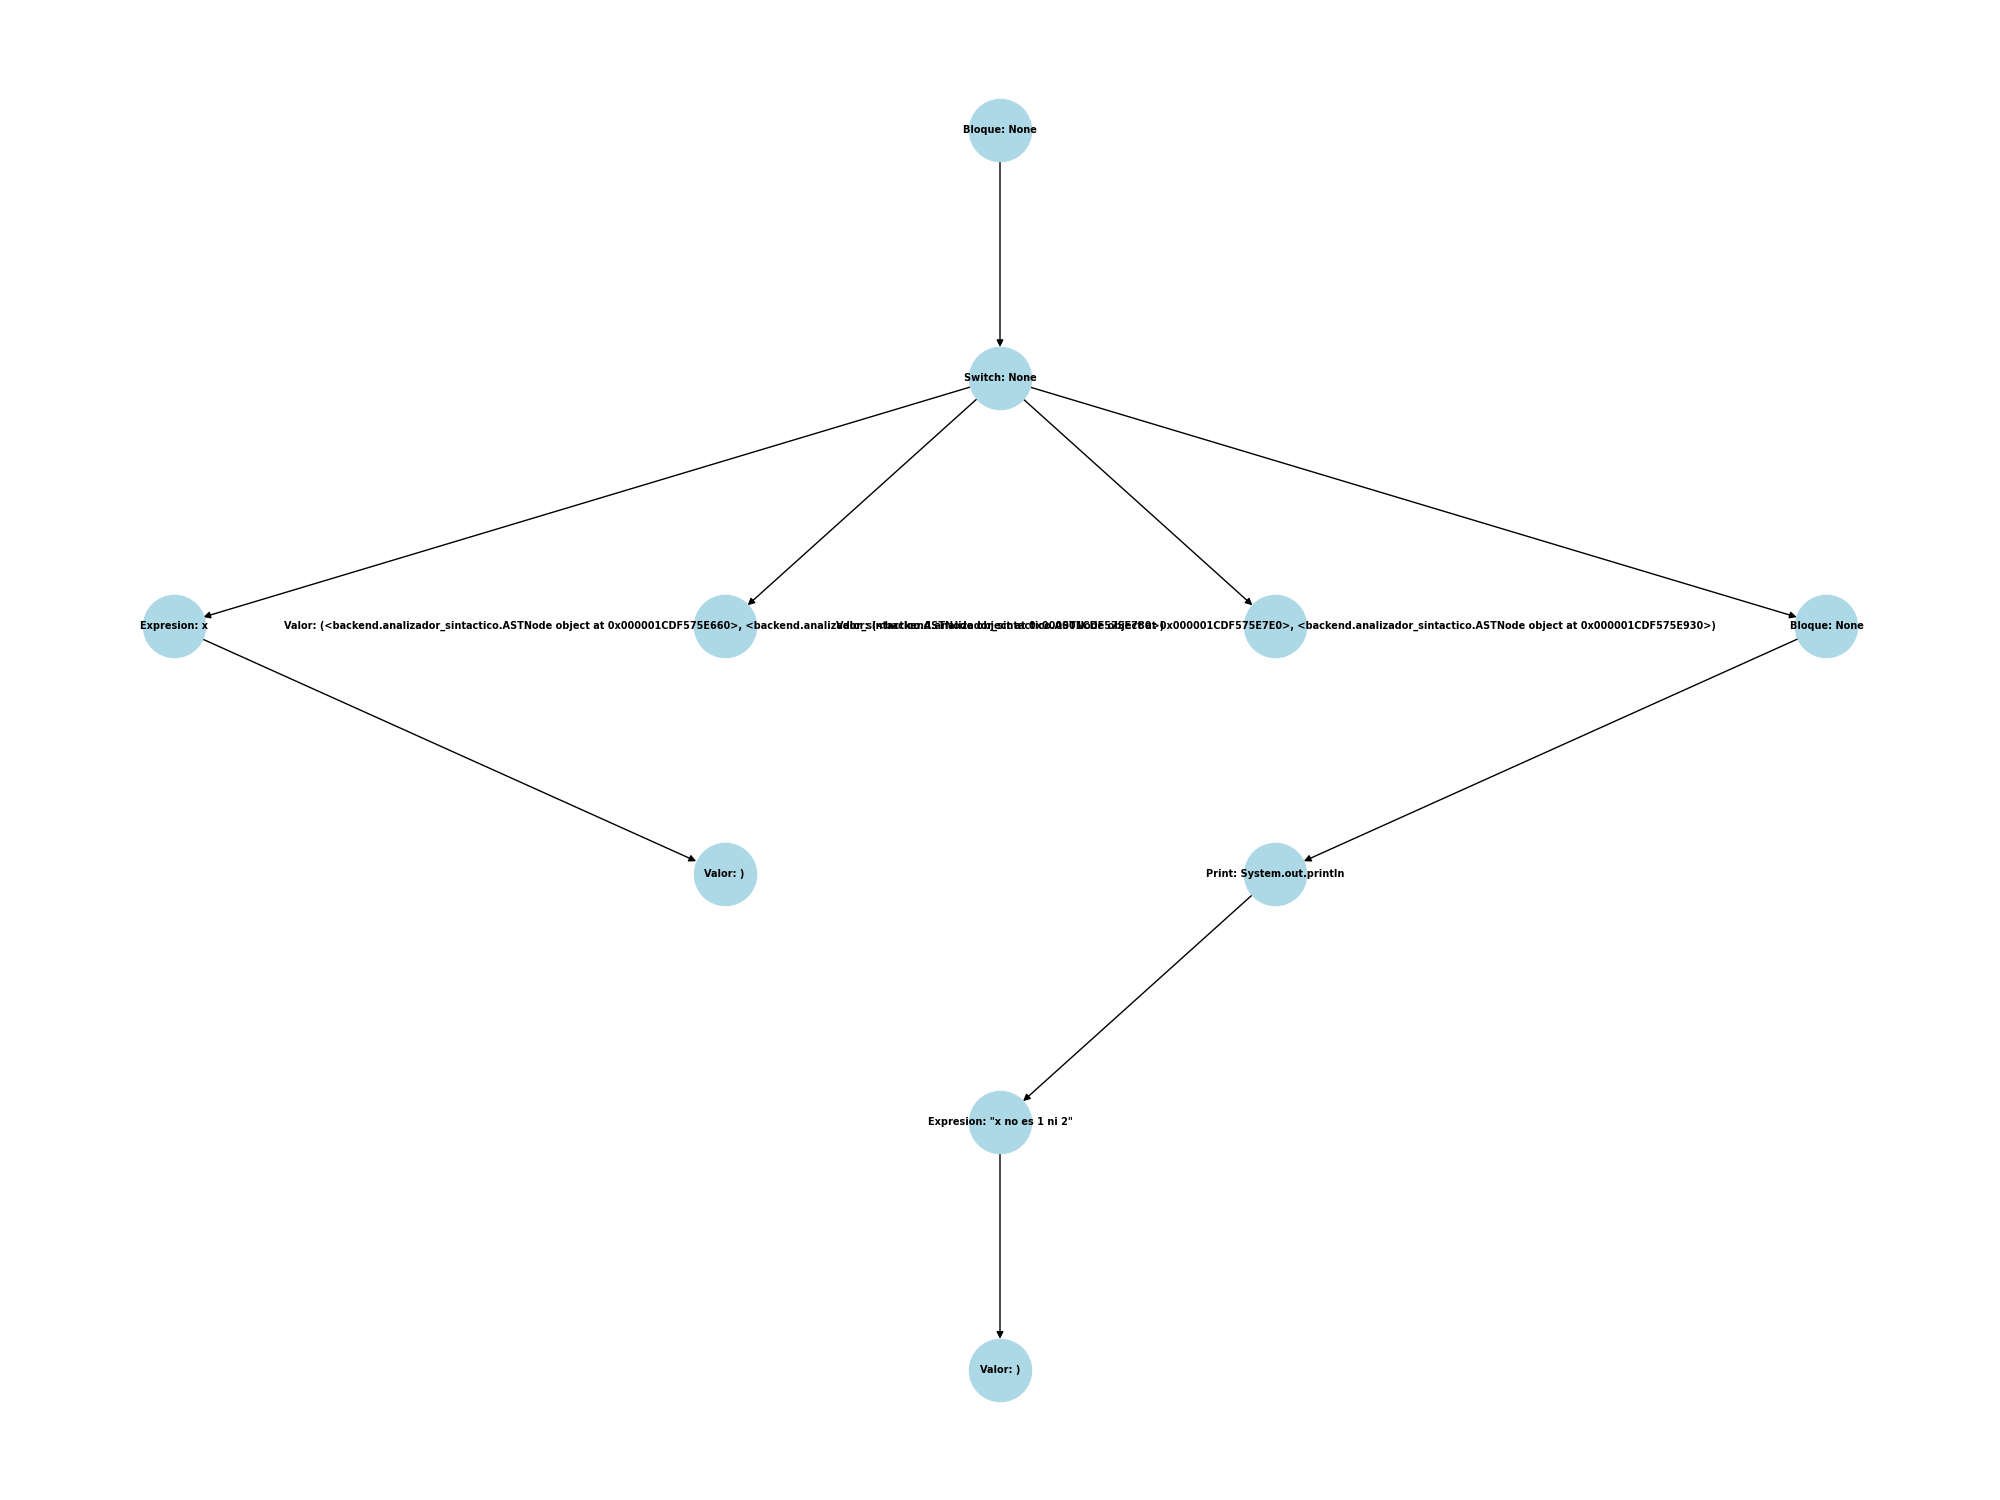 Bloque: None
Switch: None
Expresion: x
Valor: (<backend.analizador_sintactico.ASTNode object at 0x000001CDF575E660>, <backend.analizador_sintactico.ASTNode object at
Valor: (<backend.analizador_sintactico.ASTNode object at 0x000001CDF575E7E0>, <backend.analizador_sintactico.ASTNode object at 0x000001CDF575E930>)
Bloque: None
Valor: )
Print: System.out.println
Expresion: "x no es 1 ni 2"
Valor: )